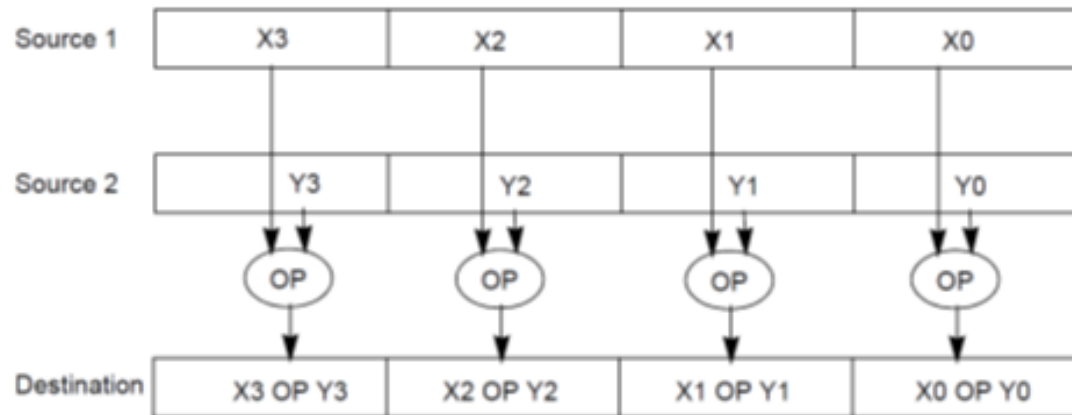 Source 1 X3 X2 X1 X0
Source 2 Y3 Y2 Y1 Y0
OP OP OP OP
Destination X3 OP Y3 X2 OP Y2 X1 OP Y1 X0 OP Y0